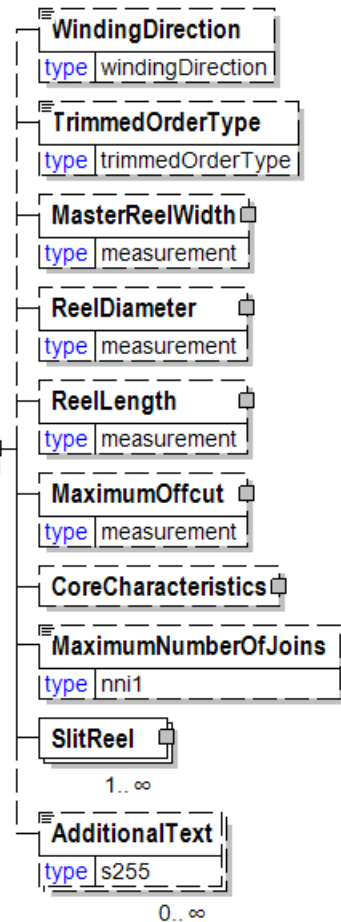 WindingDirection
type windingDirection
TrimmedOrderType
type trimmedOrderType
MasterReelWidth
type measurement
ReelDiameter
type measurement
ReelLength
type measurement
MaximumOffcut
type measurement
CoreCharacteristics
MaximumNumberOfJoins
type nni1
SlitReel
1.. ∞
AdditionalText
type s255
0.. ∞